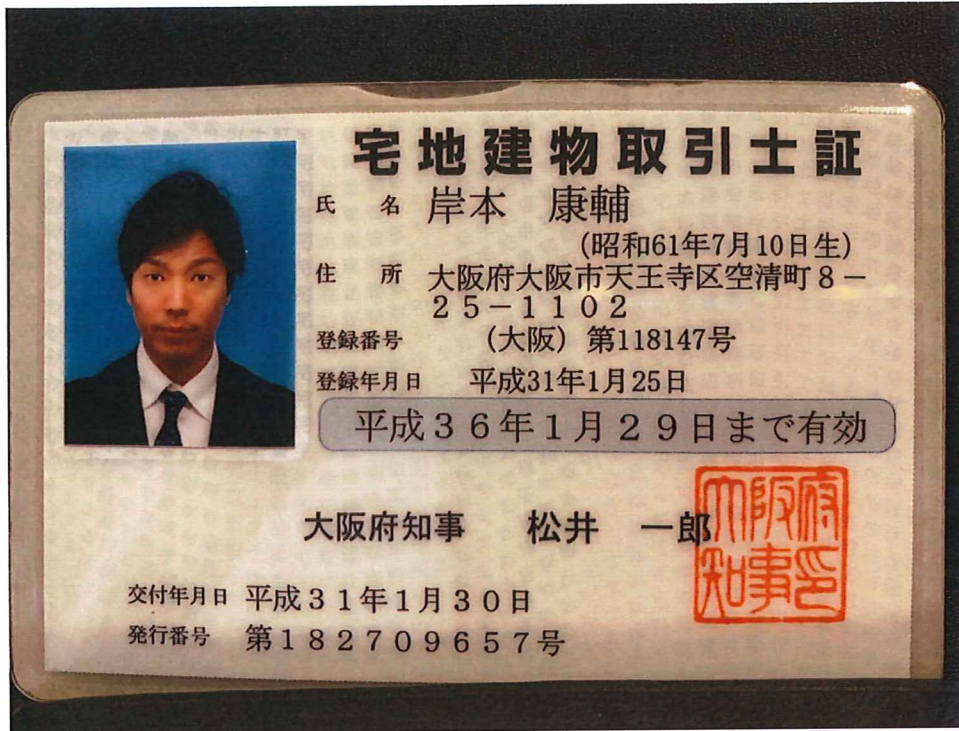 宅地建物取引士証
氏 名 岸本 康輔
(昭和61年7月10日生)
住 所 大阪府大阪市天王寺区空清町8－
25－1102
登録番号 (大阪) 第118147号
登録年月日 平成31年1月25日
平成36年1月29日まで有効
大阪府知事 松井 一郎
大阪府知事印
交付年月日 平成31年1月30日
発行番号 第182709657号